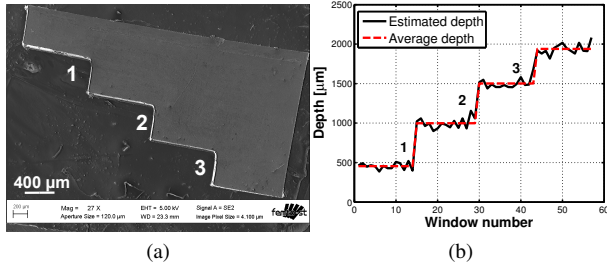 1
2
3
400 µm
200 µm
Mag = 27 X
EHT = 5.00 kV
Signal A = SE2
Aperture Size = 120.0 µm
WD = 23.3 mm
Image Pixel Size = 4.100 µm
(a)
Estimated depth
Average depth
Depth [µm]
2500
2000
1500
1000
500
0
1
2
3
0 10 20 30 40 50 60
Window number
(b)